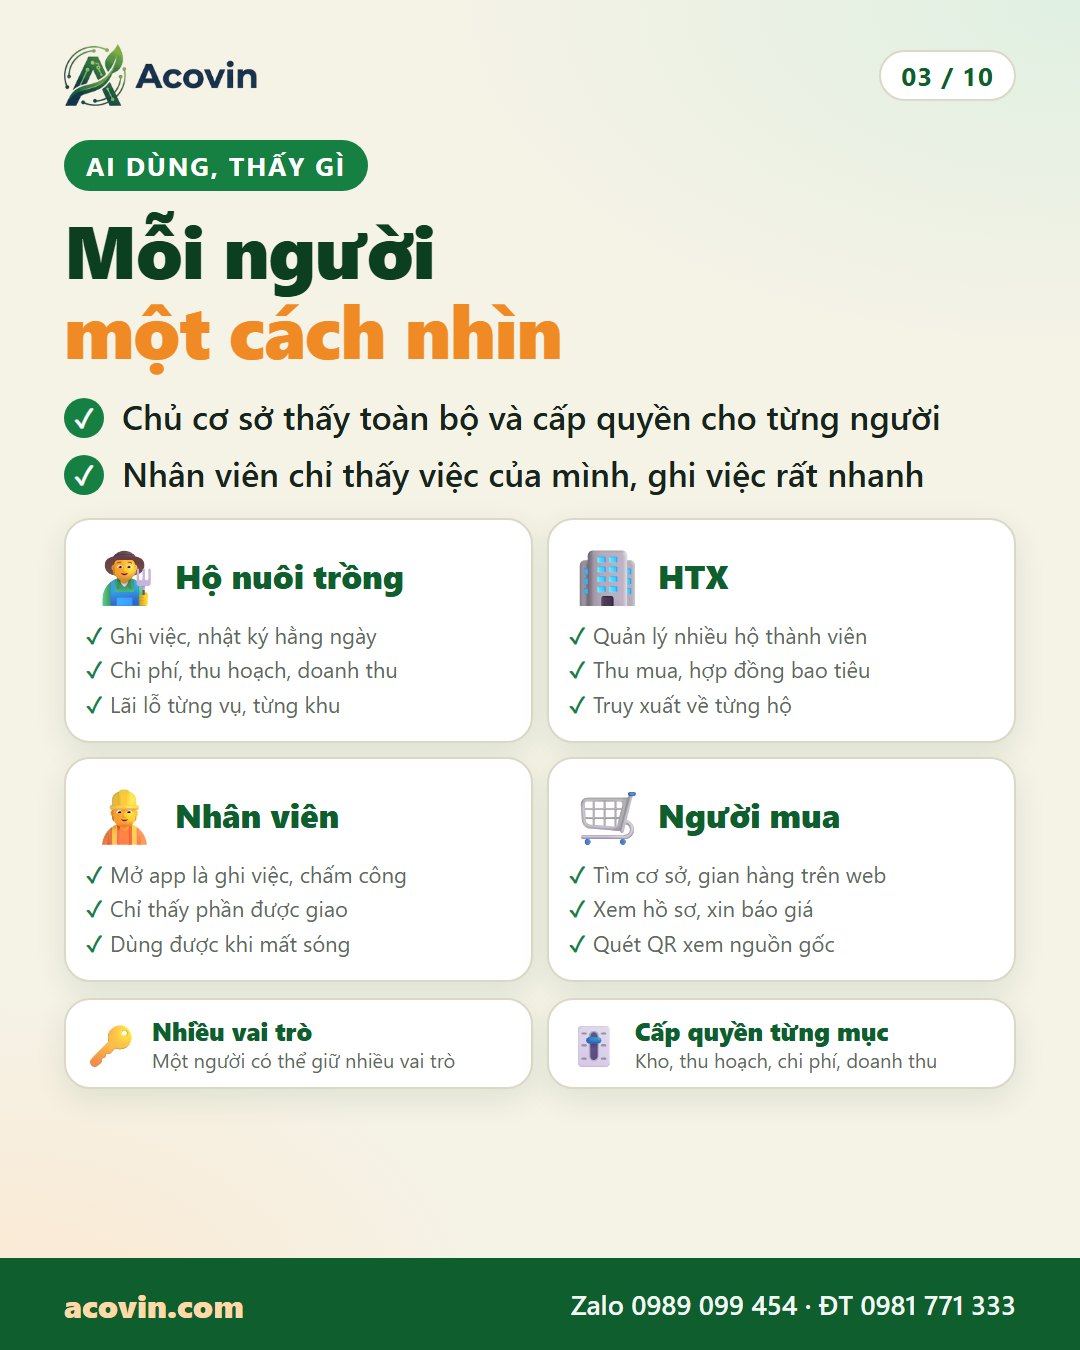 Acovin
03 / 10
AI DÙNG, THẤY GÌ
Mỗi người
một cách nhìn
Chủ cơ sở thấy toàn bộ và cấp quyền cho từng người
Nhân viên chỉ thấy việc của mình, ghi việc rất nhanh
Hộ nuôi trồng
✓ Ghi việc, nhật ký hằng ngày
✓ Chi phí, thu hoạch, doanh thu
✓ Lãi lỗ từng vụ, từng khu
HTX
✓ Quản lý nhiều hộ thành viên
✓ Thu mua, hợp đồng bao tiêu
✓ Truy xuất về từng hộ
Nhân viên
✓ Mở app là ghi việc, chấm công
✓ Chỉ thấy phần được giao
✓ Dùng được khi mất sóng
Người mua
✓ Tìm cơ sở, gian hàng trên web
✓ Xem hồ sơ, xin báo giá
✓ Quét QR xem nguồn gốc
Nhiều vai trò
Một người có thể giữ nhiều vai trò
Cấp quyền từng mục
Kho, thu hoạch, chi phí, doanh thu
acovin.com
Zalo 0989 099 454 · ĐT 0981 771 333